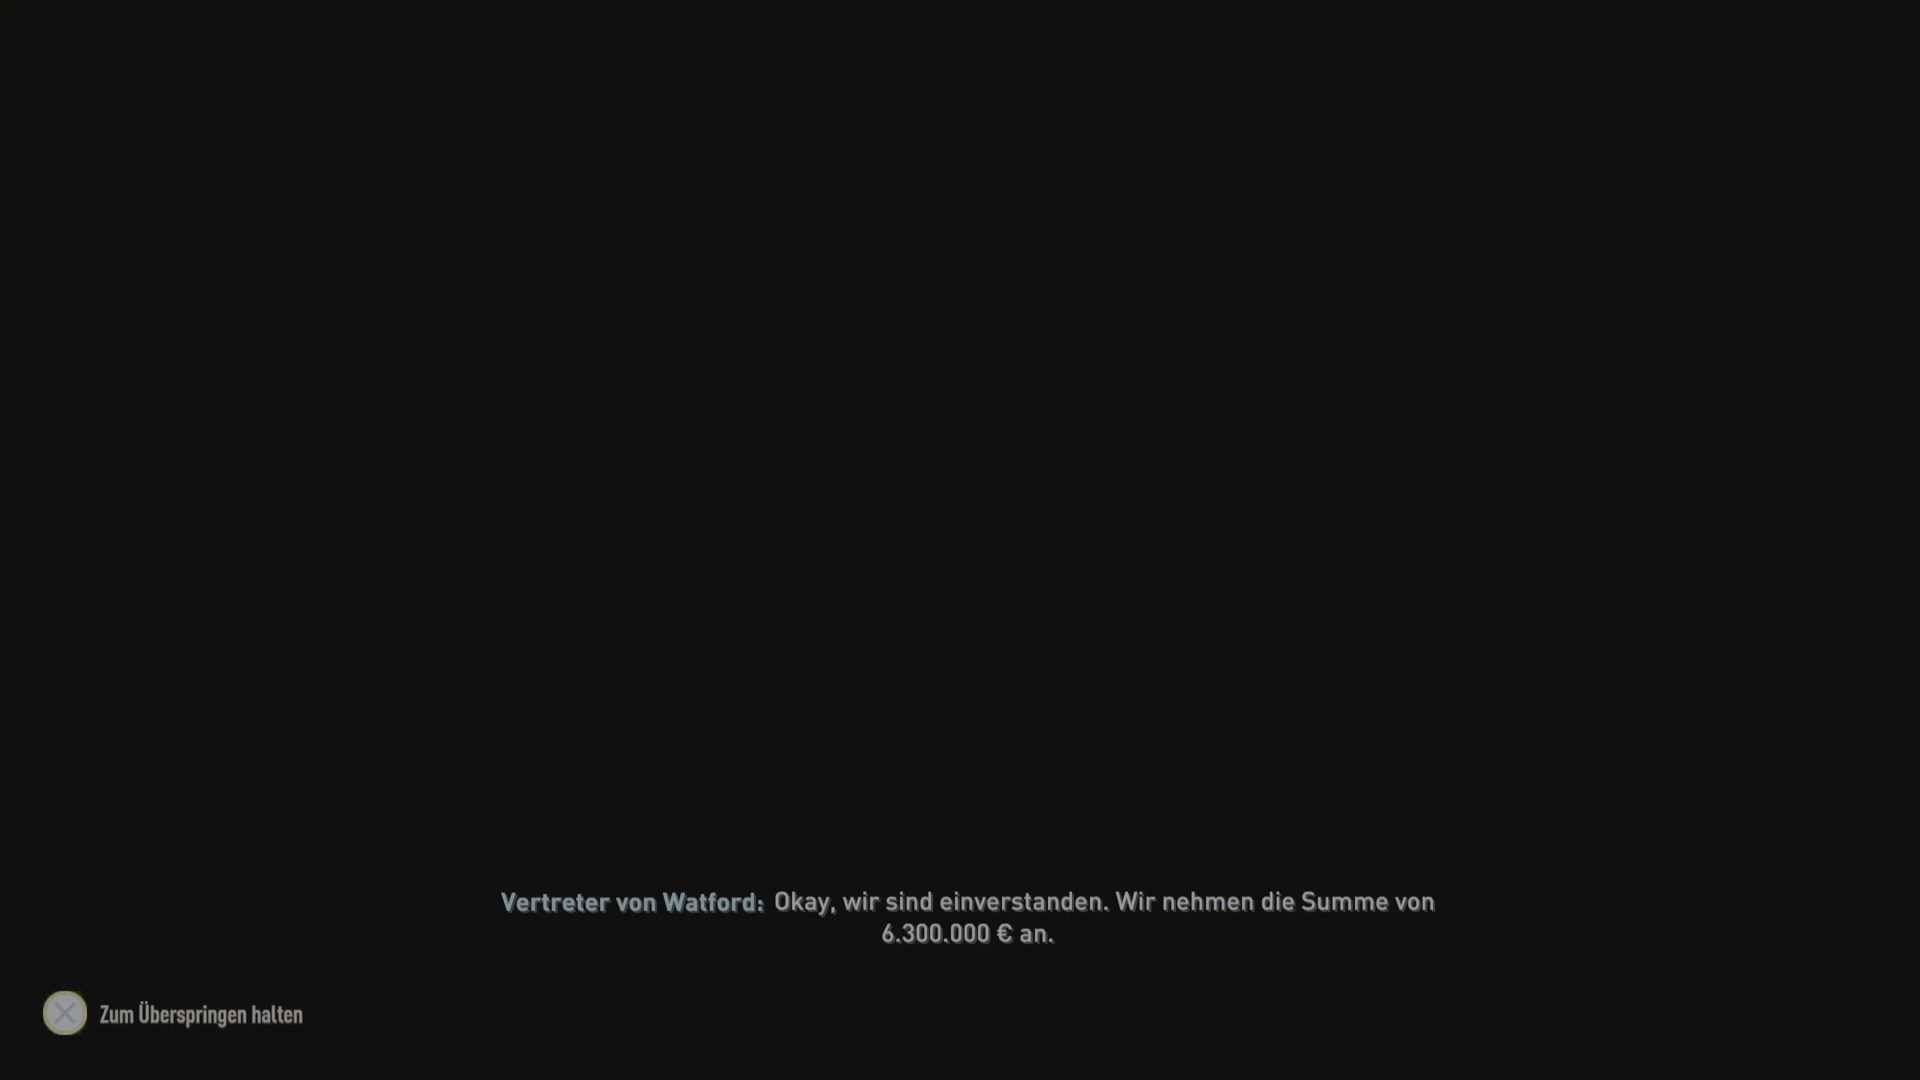 Vertreter von Watford: Okay, wir sind einverstanden. Wir nehmen die Summe von
6.300.000 € an.
Zum Überspringen halten